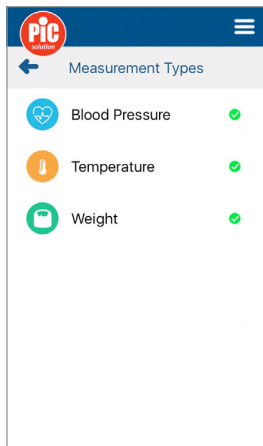 PiC
solution
Measurement Types
Blood Pressure
Temperature
Weight